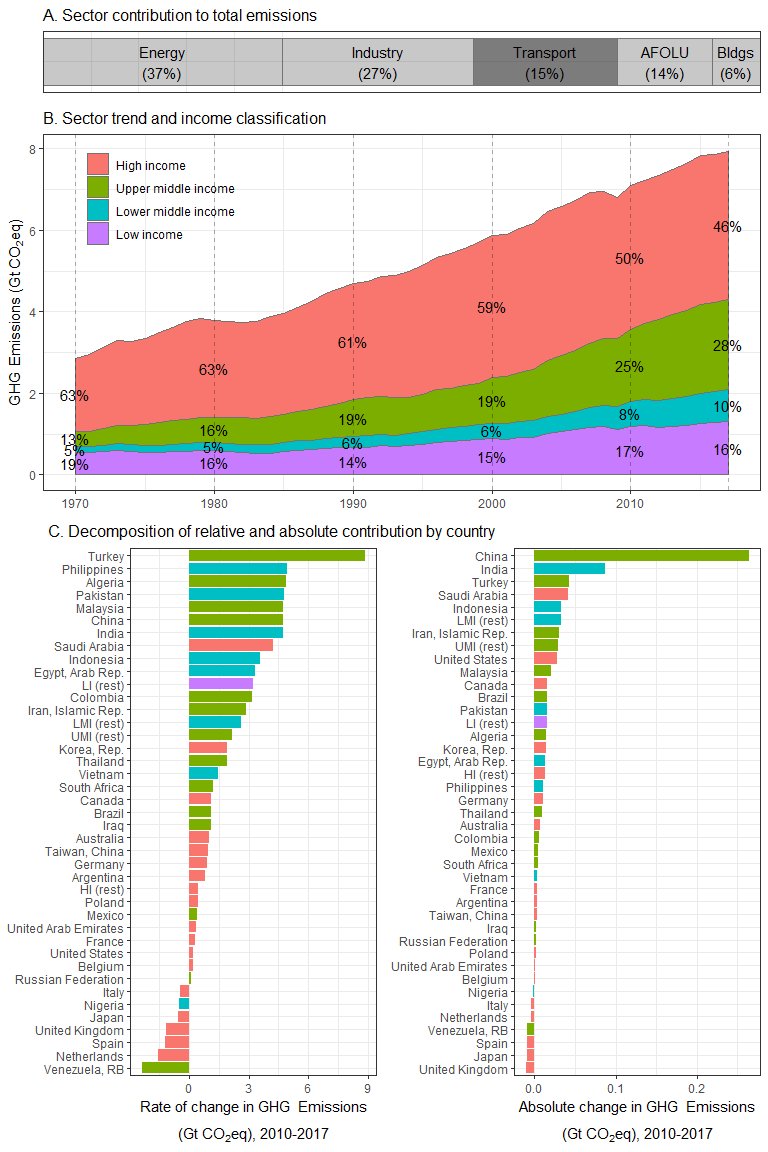 A. Sector contribution to total emissions
Energy
(37%)
Industry
(27%)
Transport
(15%)
AFOLU
(14%)
Bldgs
(6%)
B. Sector trend and income classification
GHG Emissions (Gt CO₂eq)
8
6
4
2
0
High income
Upper middle income
Lower middle income
Low income
63%
13%
5%
19%
63%
16%
5%
16%
61%
19%
6%
14%
59%
19%
6%
15%
50%
25%
8%
17%
46%
28%
10%
16%
1970
1980
1990
2000
2010
C. Decomposition of relative and absolute contribution by country
Turkey
Philippines
Algeria
Pakistan
Malaysia
China
India
Saudi Arabia
Indonesia
Egypt, Arab Rep.
LI (rest)
Colombia
Iran, Islamic Rep.
LMI (rest)
UMI (rest)
Korea, Rep.
Thailand
Vietnam
South Africa
Canada
Brazil
Iraq
Australia
Taiwan, China
Germany
Argentina
HI (rest)
Poland
Mexico
United Arab Emirates
France
United States
Belgium
Russian Federation
Italy
Nigeria
Japan
United Kingdom
Spain
Netherlands
Venezuela, RB
0
3
6
9
Rate of change in GHG Emissions
(Gt CO₂eq), 2010-2017
China
India
Turkey
Saudi Arabia
Indonesia
LMI (rest)
Iran, Islamic Rep.
UMI (rest)
United States
Malaysia
Canada
Brazil
Pakistan
LI (rest)
Algeria
Korea, Rep.
Egypt, Arab Rep.
HI (rest)
Philippines
Germany
Thailand
Australia
Colombia
Mexico
South Africa
Vietnam
France
Argentina
Taiwan, China
Iraq
Russian Federation
Poland
United Arab Emirates
Belgium
Nigeria
Italy
Netherlands
Venezuela, RB
Spain
Japan
United Kingdom
0.0
0.1
0.2
Absolute change in GHG Emissions
(Gt CO₂eq), 2010-2017